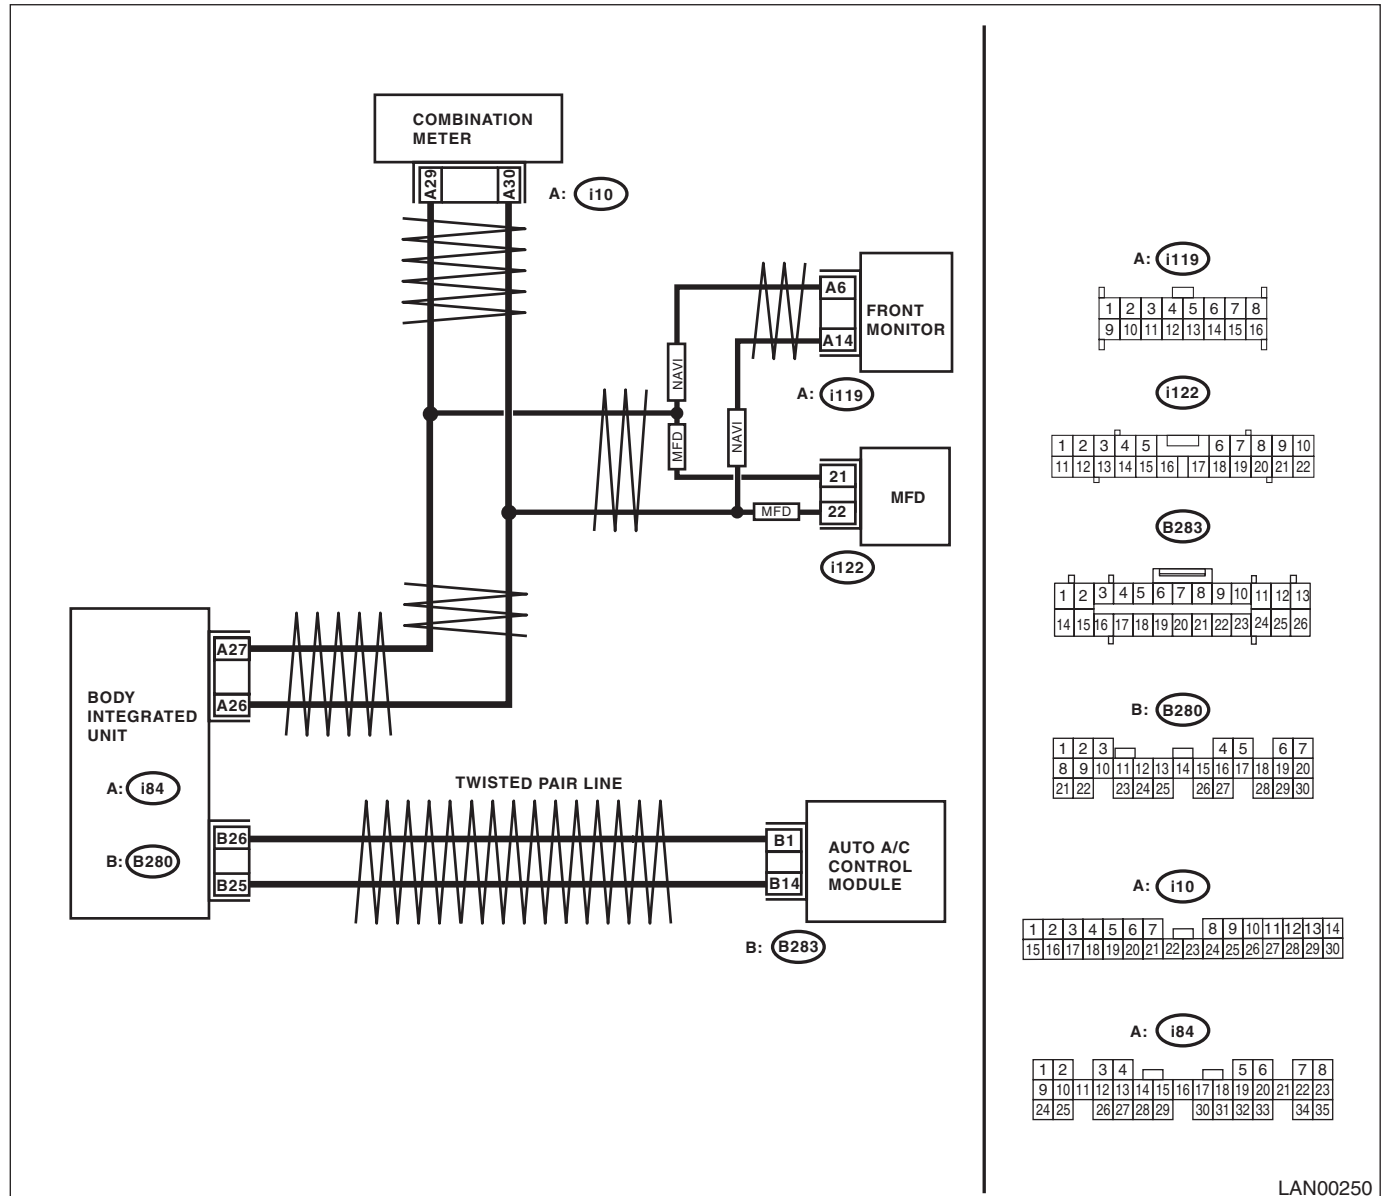 COMBINATION
METER
A29
A30
A: i10
A6
A14
FRONT
MONITOR
A: i119
NAVI
MFD
NAVI
MFD
21
22
MFD
i122
BODY
INTEGRATED
UNIT
A27
A26
A: i84
B: B280
B26
B25
TWISTED PAIR LINE
B1
B14
AUTO A/C
CONTROL
MODULE
B: B283
A: i119
1 2 3 4 5 6 7 8
9 10 11 12 13 14 15 16
i122
1 2 3 4 5 6 7 8 9 10
11 12 13 14 15 16 17 18 19 20 21 22
B283
1 2 3 4 5 6 7 8 9 10 11 12 13
14 15 16 17 18 19 20 21 22 23 24 25 26
B: B280
1 2 3 4 5 6 7
8 9 10 11 12 13 14 15 16 17 18 19 20
21 22 23 24 25 26 27 28 29 30
A: i10
1 2 3 4 5 6 7 8 9 10 11 12 13 14
15 16 17 18 19 20 21 22 23 24 25 26 27 28 29 30
A: i84
1 2 3 4 5 6 7 8
9 10 11 12 13 14 15 16 17 18 19 20 21 22 23
24 25 26 27 28 29 30 31 32 33 34 35
LAN00250